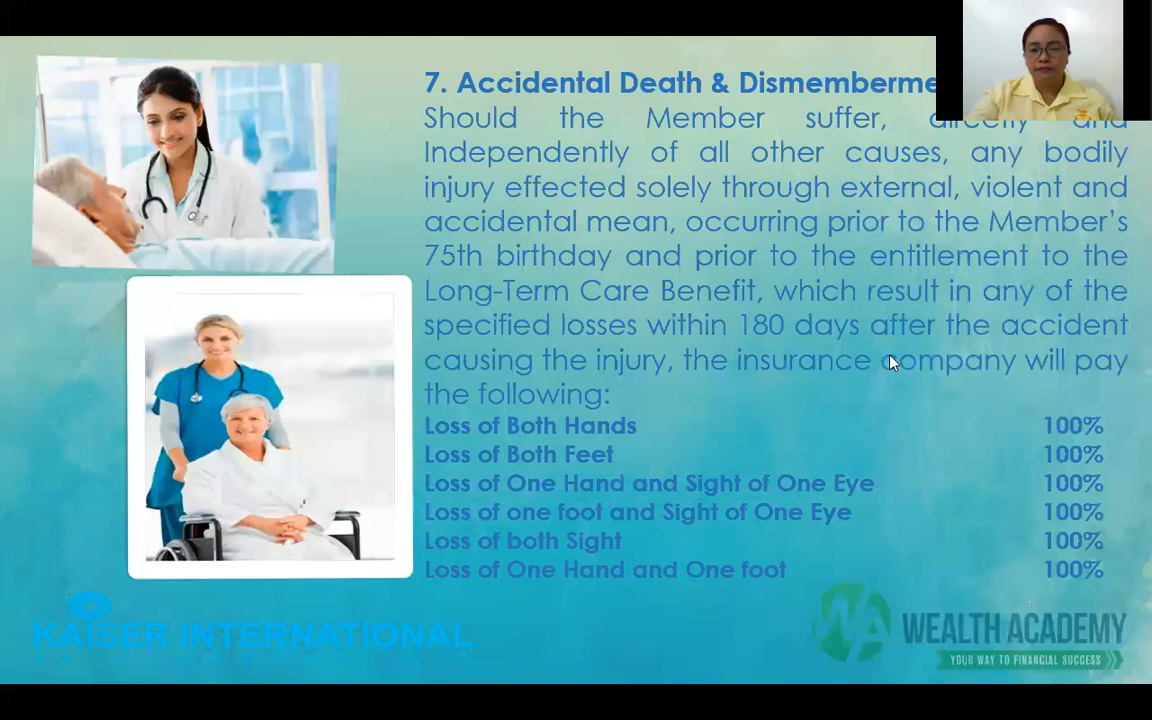 7. Accidental Death & Dismemberme
Should the Member suffer, directly and
Independently of all other causes, any bodily
injury effected solely through external, violent and
accidental mean, occurring prior to the Member's
75th birthday and prior to the entitlement to the
Long-Term Care Benefit, which result in any of the
specified losses within 180 days after the accident
causing the injury, the insurance company will pay
the following:
Loss of Both Hands 100%
Loss of Both Feet 100%
Loss of One Hand and Sight of One Eye 100%
Loss of one foot and Sight of One Eye 100%
Loss of both Sight 100%
Loss of One Hand and One foot 100%
KAISER INTERNATIONAL
WA WEALTH ACADEMY
YOUR WAY TO FINANCIAL SUCCESS